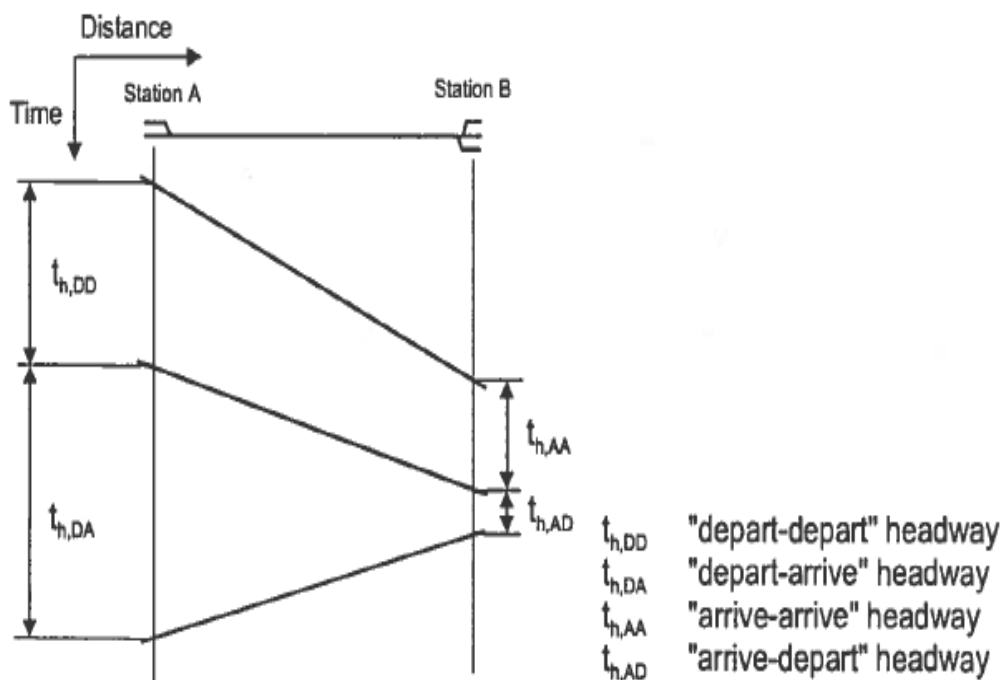 Distance
Station A
Station B
Time
t_h,DD
t_h,AA
t_h,DA
t_h,AD
t_h,DD "depart-depart" headway
t_h,DA "depart-arrive" headway
t_h,AA "arrive-arrive" headway
t_h,AD "arrive-depart" headway